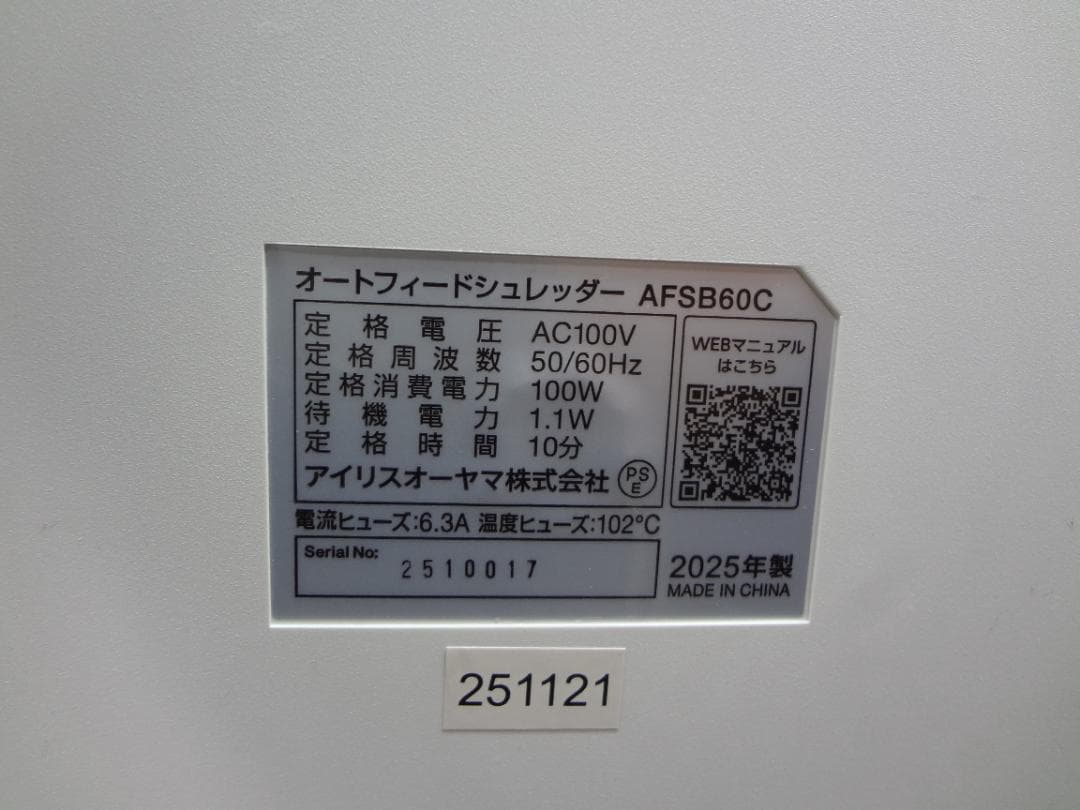 オートフィードシュレッダー AFSB60C
定格電圧 AC100V
定格周波数 50/60Hz
定格消費電力 100W
待機電力 1.1W
定格時間 10分
アイリスオーヤマ株式会社 PSE
WEBマニュアル
はこちら
電流ヒューズ:6.3A 温度ヒューズ:102℃
Serial No:
2510017
2025年製
MADE IN CHINA
251121